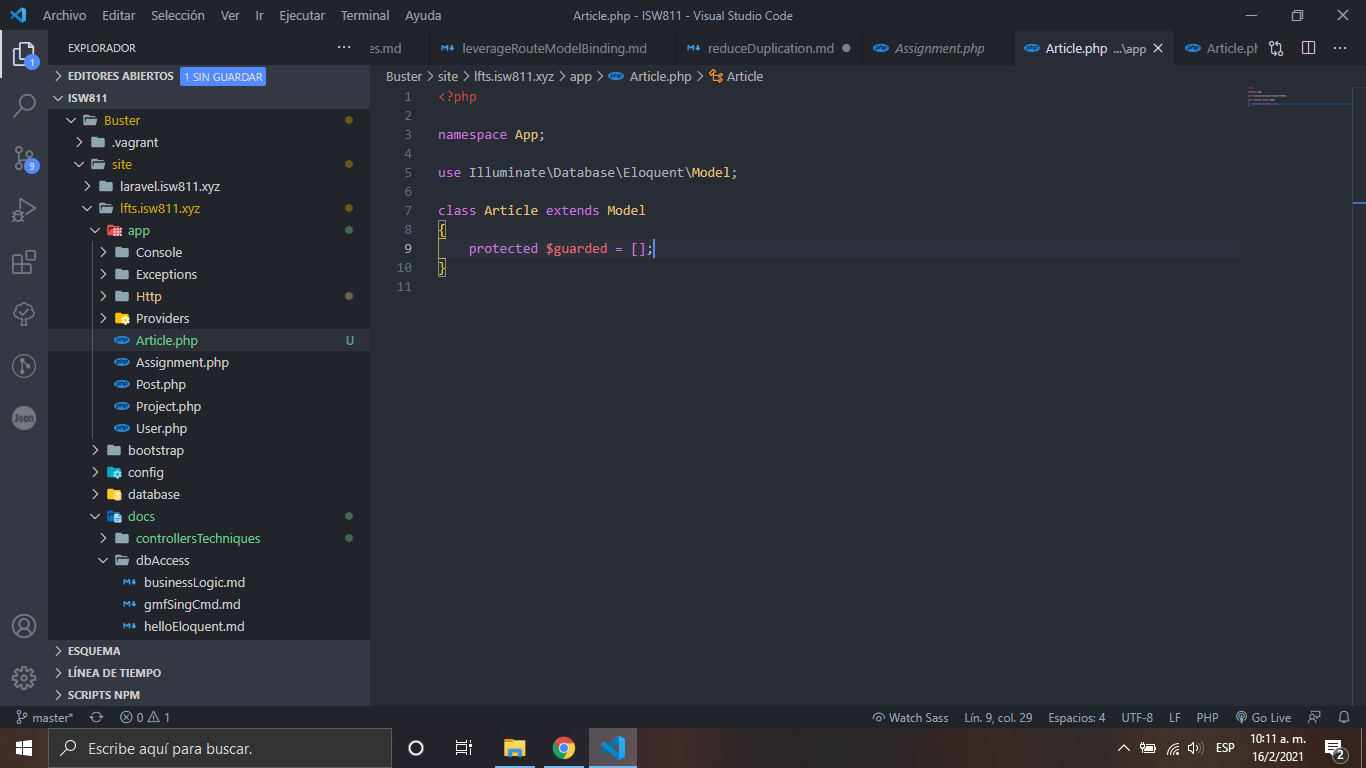 Archivo Editar Selección Ver Ir Ejecutar Terminal Ayuda
Article.php - ISW811 - Visual Studio Code
EXPLORADOR
es.md
leverageRouteModelBinding.md
reduceDuplication.md
Assignment.php
Article.php ...\app
Article.ph
EDITORES ABIERTOS 1 SIN GUARDAR
ISW811
Buster
.vagrant
site
laravel.isw811.xyz
lfts.isw811.xyz
app
Console
Exceptions
Http
Providers
Article.php U
Assignment.php
Post.php
Project.php
User.php
bootstrap
config
database
docs
controllersTechniques
dbAccess
businessLogic.md
gmfSingCmd.md
helloEloquent.md
ESQUEMA
LÍNEA DE TIEMPO
SCRIPTS NPM
1
9
Json
Buster > site > lfts.isw811.xyz > app > Article.php > Article
1 <?php
2
3 namespace App;
4
5 use Illuminate\Database\Eloquent\Model;
6
7 class Article extends Model
8 {
9 protected $guarded = [];
10 }
11
master* 0 1
Watch Sass
Lín. 9, col. 29
Espacios: 4
UTF-8
LF
PHP
Go Live
Escribe aquí para buscar.
ESP
10:11 a. m.
16/2/2021
2